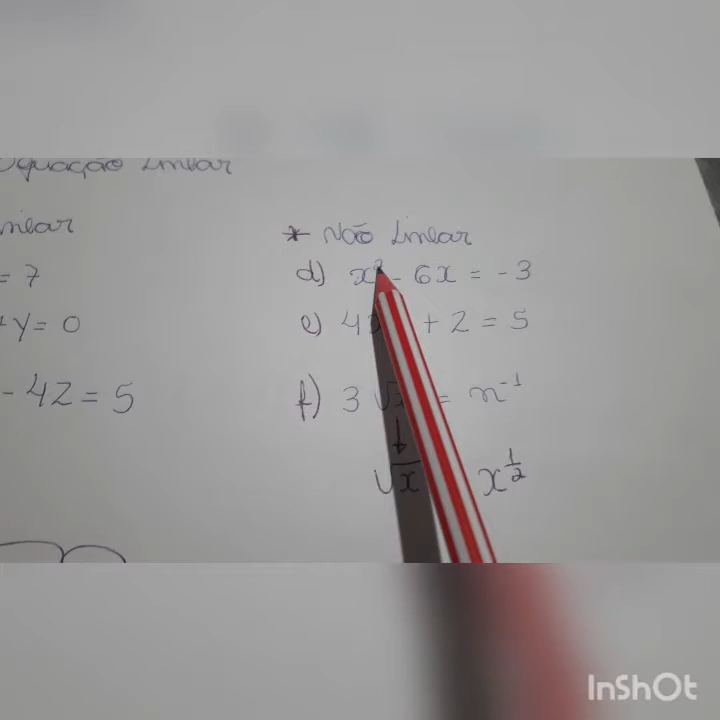 Equação Linear
near
* Não Linear
= 7
d) x² - 6x = -3
+ y = 0
e) 4 + 2 = 5
- 4z = 5
f) 3 √x = n⁻¹
√x x^½
InShOt